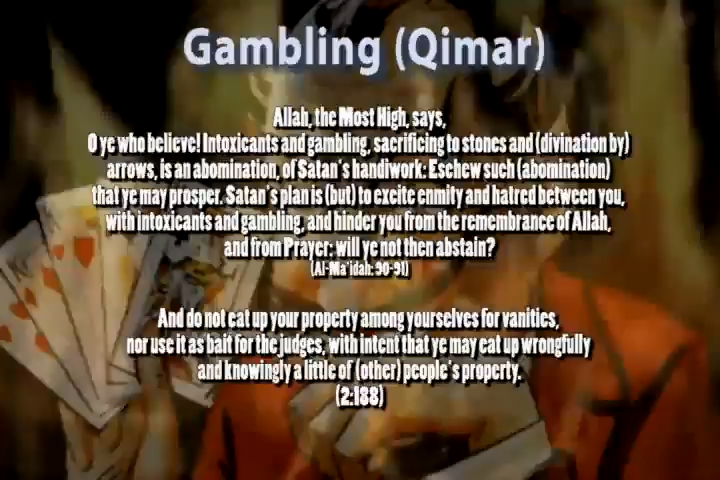 Gambling (Qimar)
Allah, the Most High, says,
O ye who believe! Intoxicants and gambling, sacrificing to stones and (divination by)
arrows, is an abomination, of Satan's handiwork: Eschew such (abomination)
that ye may prosper. Satan's plan is (but) to excite enmity and hatred between you,
with intoxicants and gambling, and hinder you from the remembrance of Allah,
and from Prayer: will ye not then abstain?
(Al-Ma'idah: 90-91)
And do not eat up your property among yourselves for vanities,
nor use it as bait for the judges, with intent that ye may eat up wrongfully
and knowingly a little of (other) people's property.
(2:188)